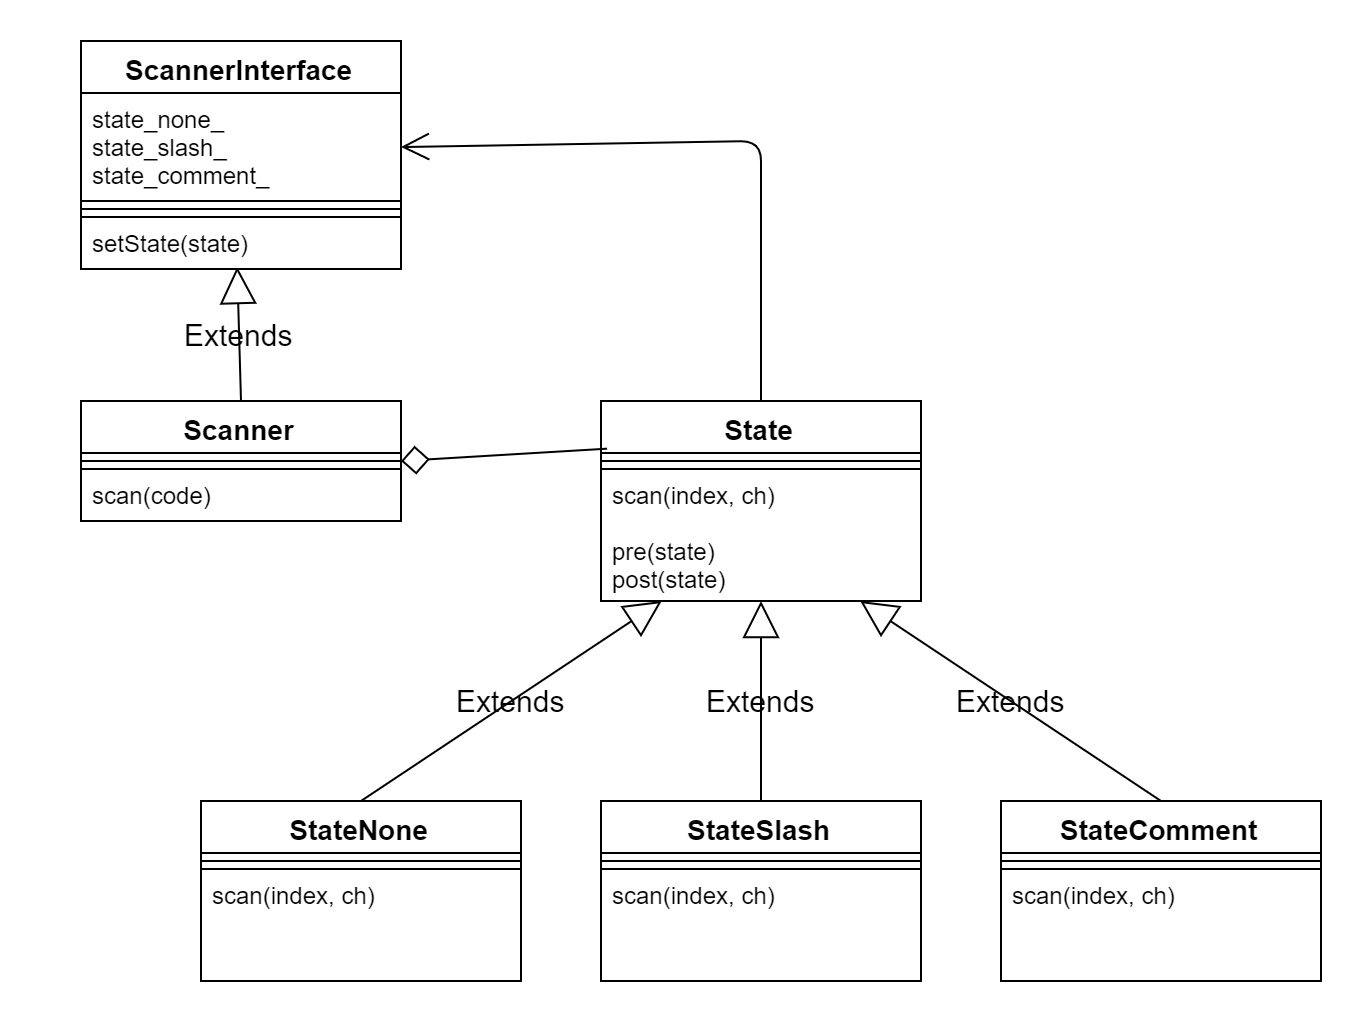 ScannerInterface
state_none_
state_slash_
state_comment_
setState(state)
Extends
Scanner
scan(code)
State
scan(index, ch)
pre(state)
post(state)
Extends
Extends
Extends
StateNone
scan(index, ch)
StateSlash
scan(index, ch)
StateComment
scan(index, ch)